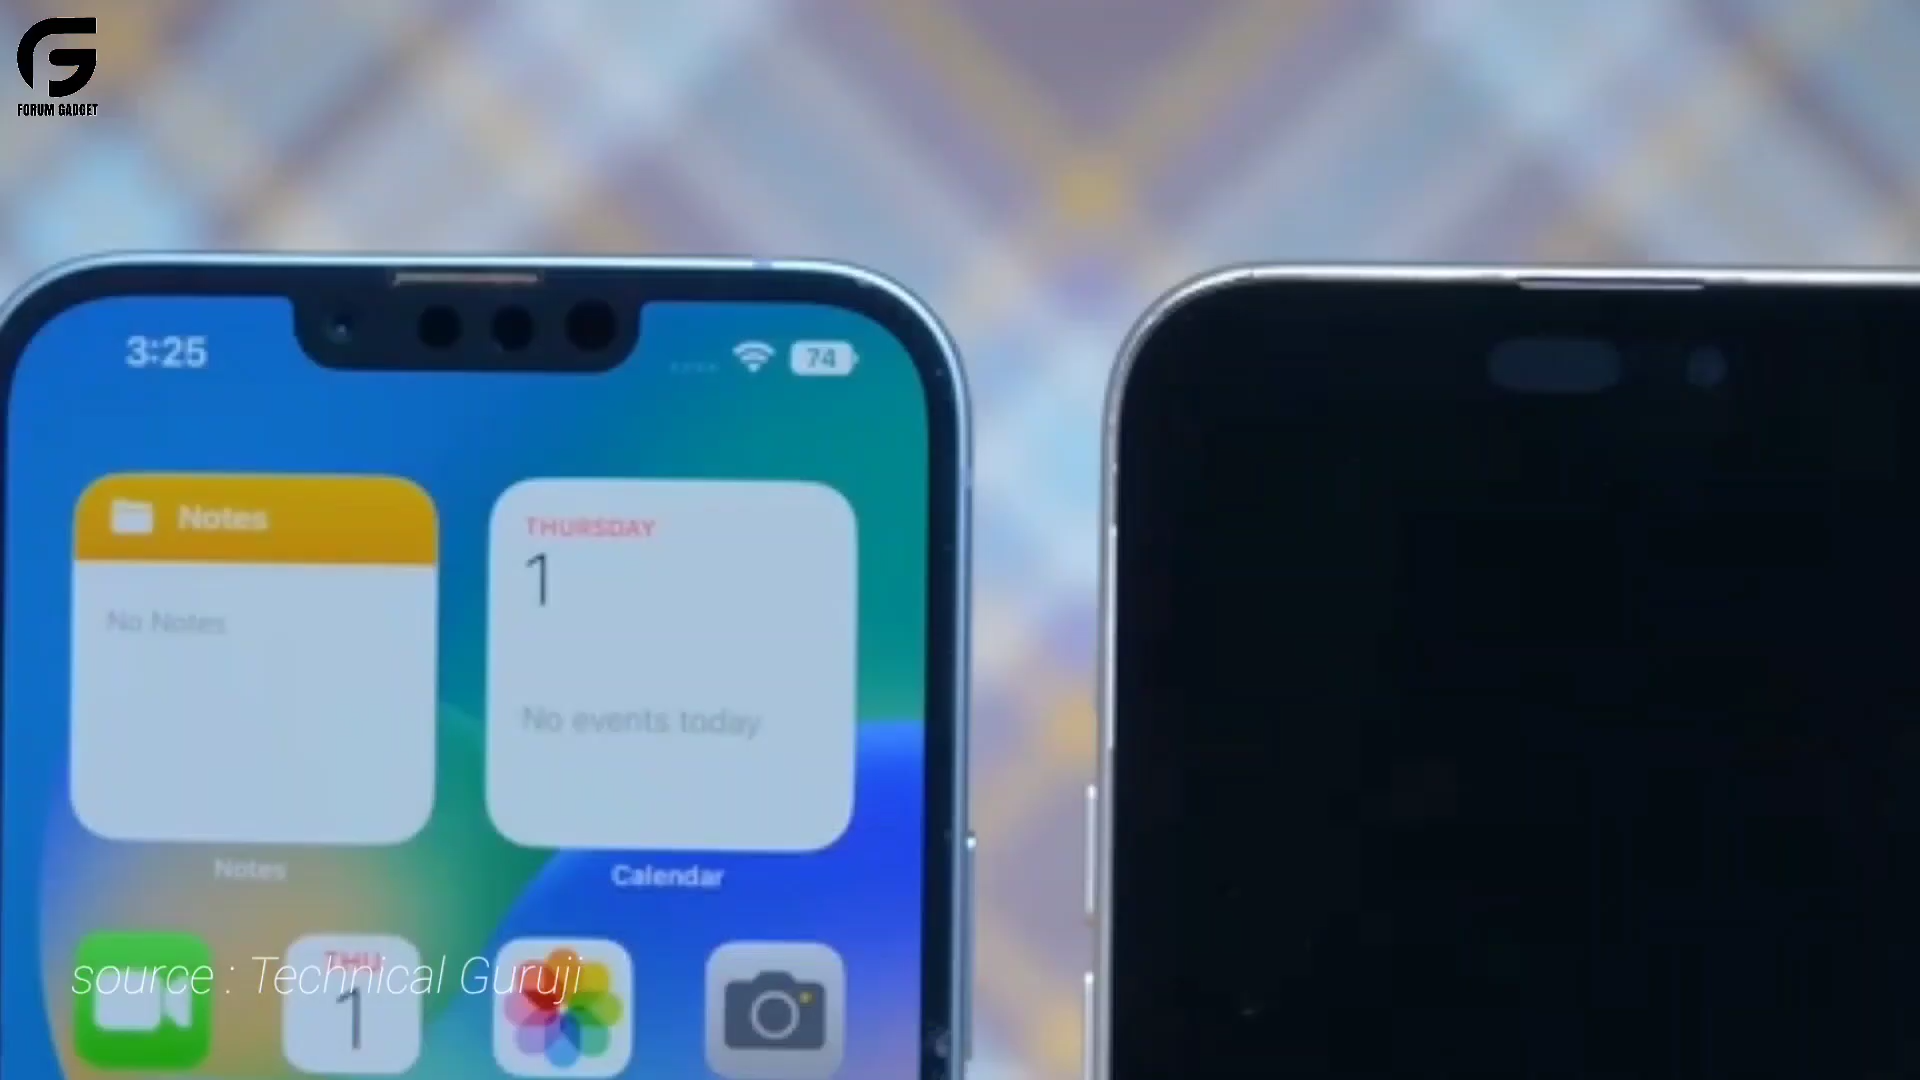 FORUM GADGET
3:25
74
Notes
No Notes
THURSDAY
1
No events today
Notes
Calendar
THU
1
source : Technical Guruji